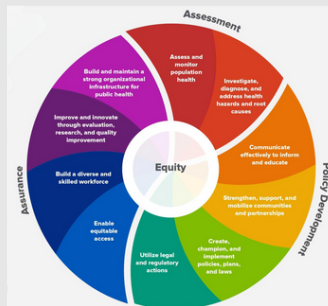 Assessment
Assess and
monitor
population
health
Investigate,
diagnose, and
address health
hazards and root
causes
Policy Development
Communicate
effectively to inform
and educate
Strengthen, support, and
mobilize communities
and partnerships
Create,
champion, and
implement
policies, plans,
and laws
Utilize legal
and regulatory
actions
Assurance
Enable
equitable
access
Build a diverse and
skilled workforce
Improve and innovate
through evaluation,
research, and quality
improvement
Build and maintain a
strong organizational
infrastructure for
public health
Equity